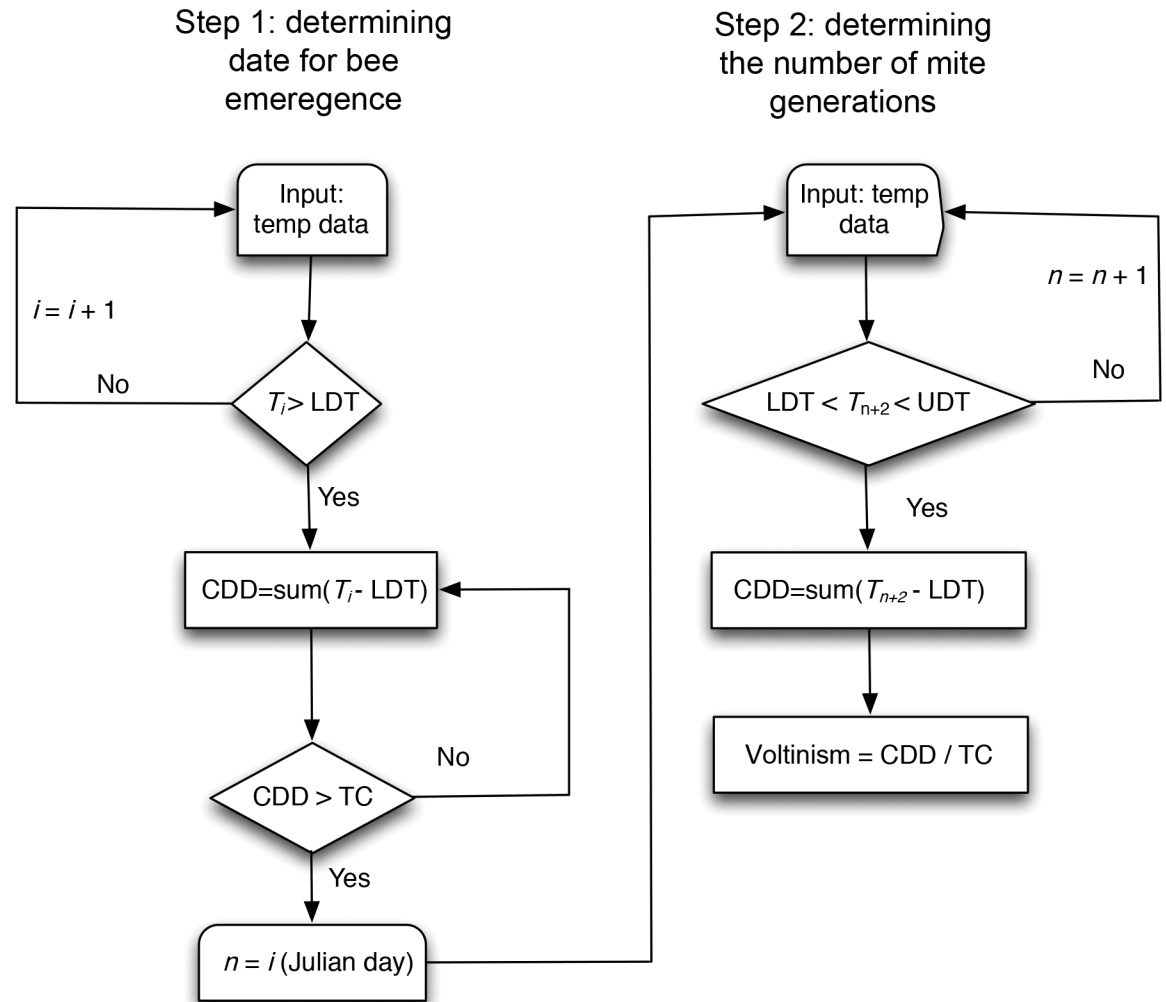 Step 1: determining
date for bee
emeregence
Input:
temp data
i = i + 1
No
Ti > LDT
Yes
CDD=sum(Ti - LDT)
No
CDD > TC
Yes
n = i (Julian day)
Step 2: determining
the number of mite
generations
Input: temp
data
n = n + 1
No
LDT < Tn+2 < UDT
Yes
CDD=sum(Tn+2 - LDT)
Voltinism = CDD / TC